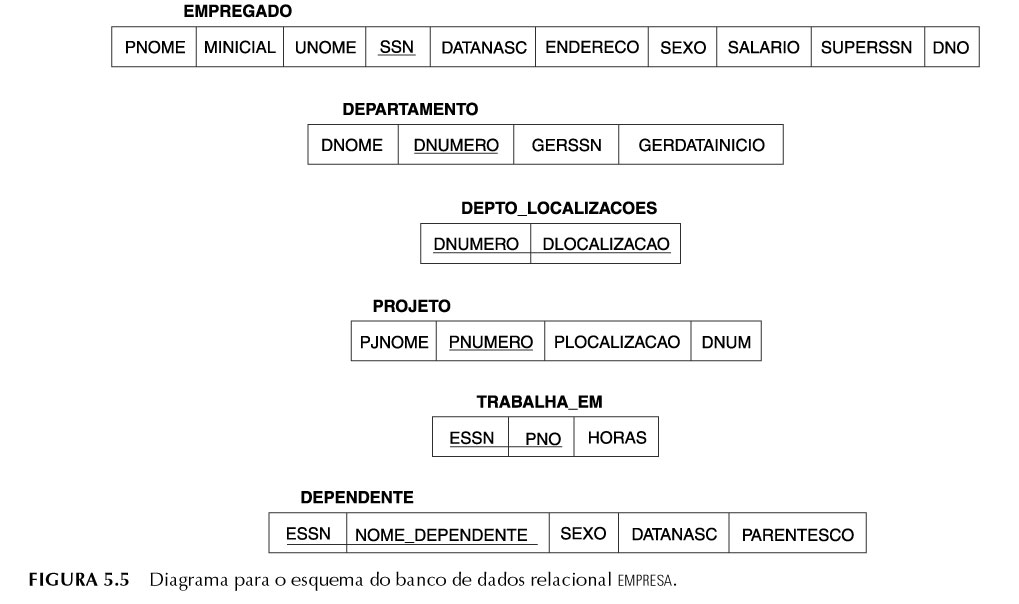 EMPREGADO
PNOME MINICIAL UNOME SSN DATANASC ENDERECO SEXO SALARIO SUPERSSN DNO
DEPARTAMENTO
DNOME DNUMERO GERSSN GERDATAINICIO
DEPTO_LOCALIZACOES
DNUMERO DLOCALIZACAO
PROJETO
PJNOME PNUMERO PLOCALIZACAO DNUM
TRABALHA_EM
ESSN PNO HORAS
DEPENDENTE
ESSN NOME_DEPENDENTE SEXO DATANASC PARENTESCO
FIGURA 5.5 Diagrama para o esquema do banco de dados relacional EMPRESA.